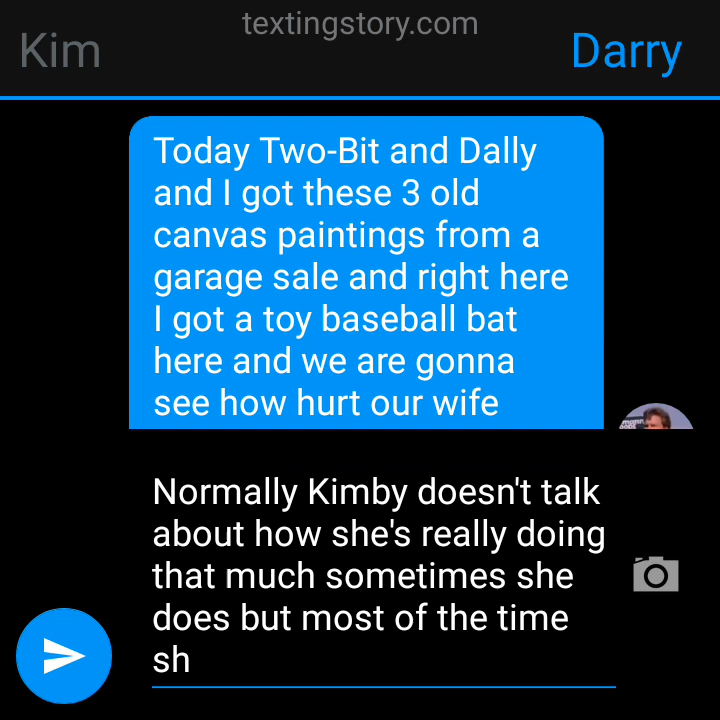 textingstory.com
Kim
Darry
Today Two-Bit and Dally
and I got these 3 old
canvas paintings from a
garage sale and right here
I got a toy baseball bat
here and we are gonna
see how hurt our wife
Normally Kimby doesn't talk
about how she's really doing
that much sometimes she
does but most of the time
sh